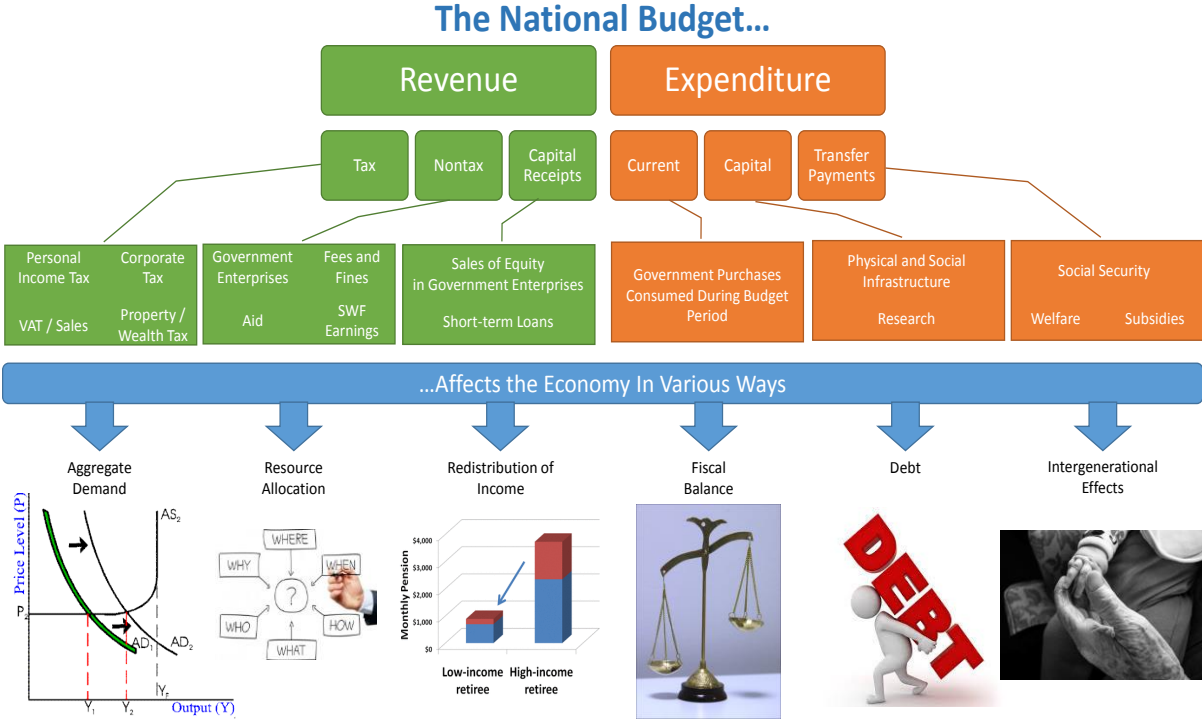 The National Budget...
Revenue
Expenditure
Tax
Nontax
Capital
Receipts
Current
Capital
Transfer
Payments
Personal
Income Tax
Corporate
Tax
VAT / Sales
Property /
Wealth Tax
Government
Enterprises
Fees and
Fines
Aid
SWF
Earnings
Sales of Equity
in Government Enterprises
Short-term Loans
Government Purchases
Consumed During Budget
Period
Physical and Social
Infrastructure
Research
Social Security
Welfare
Subsidies
...Affects the Economy In Various Ways
Aggregate
Demand
Resource
Allocation
Redistribution of
Income
Fiscal
Balance
Debt
Intergenerational
Effects
Price Level (P)
AS2
AD1
AD2
YF
Y1
Y2
Output (Y)
WHERE
WHY
WHEN
?
WHO
HOW
WHAT
Monthly Pension
$4,000
$3,000
$2,000
$1,000
$0
Low-income
retiree
High-income
retiree
DEBT